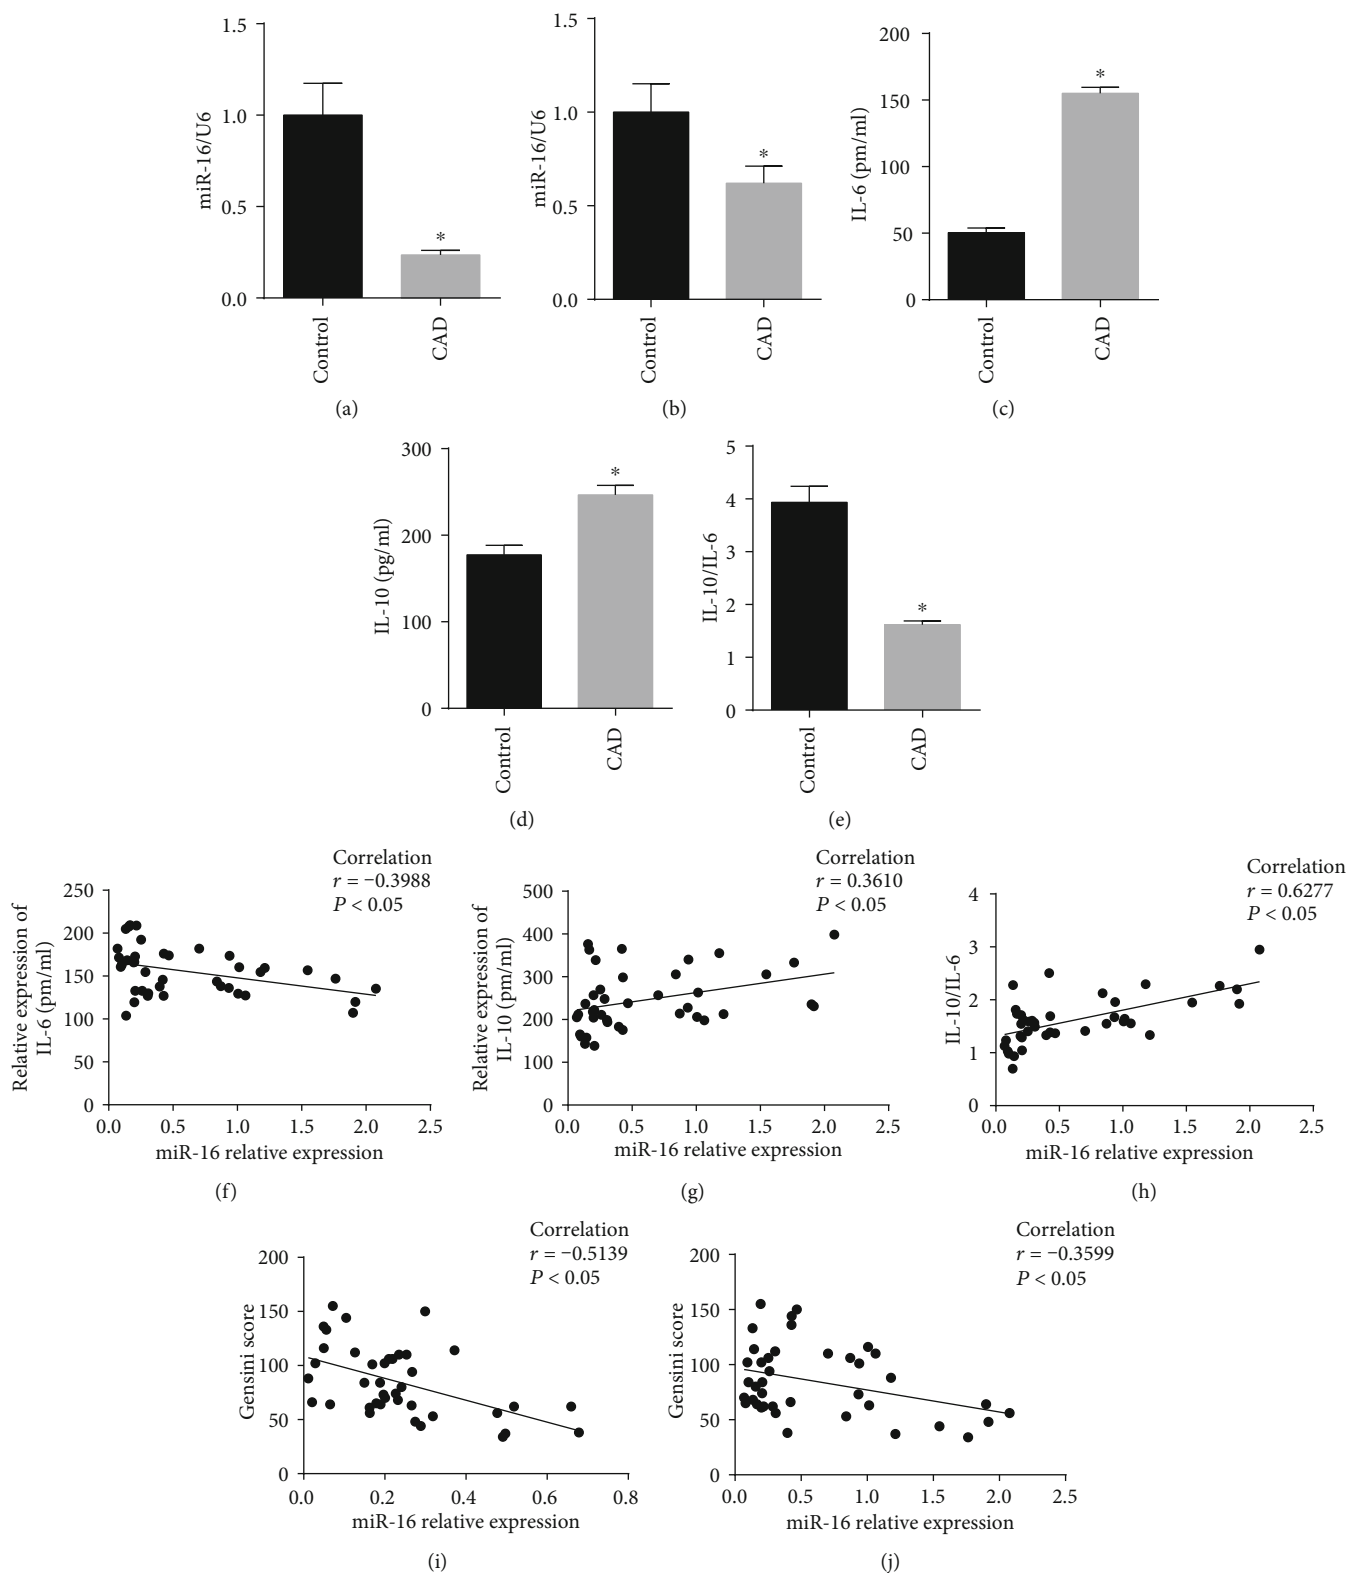 1.5
1.0
0.5
0.0
miR-16/U6
*
Control
CAD
(a)
1.5
1.0
0.5
0.0
miR-16/U6
*
Control
CAD
(b)
200
150
100
50
0
IL-6 (pm/ml)
*
Control
CAD
(c)
300
200
100
0
IL-10 (pg/ml)
*
Control
CAD
(d)
5
4
3
2
1
0
IL-10/IL-6
*
Control
CAD
(e)
Correlation
r = −0.3988
P < 0.05
250
200
150
100
50
0
Relative expression of
IL-6 (pm/ml)
0.0 0.5 1.0 1.5 2.0 2.5
miR-16 relative expression
(f)
Correlation
r = 0.3610
P < 0.05
500
400
300
200
100
0
Relative expression of
IL-10 (pm/ml)
0.0 0.5 1.0 1.5 2.0 2.5
miR-16 relative expression
(g)
Correlation
r = 0.6277
P < 0.05
4
3
2
1
0
IL-10/IL-6
0.0 0.5 1.0 1.5 2.0 2.5
miR-16 relative expression
(h)
Correlation
r = −0.5139
P < 0.05
200
150
100
50
0
Gensini score
0.0 0.2 0.4 0.6 0.8
miR-16 relative expression
(i)
Correlation
r = −0.3599
P < 0.05
200
150
100
50
0
Gensini score
0.0 0.5 1.0 1.5 2.0 2.5
miR-16 relative expression
(j)